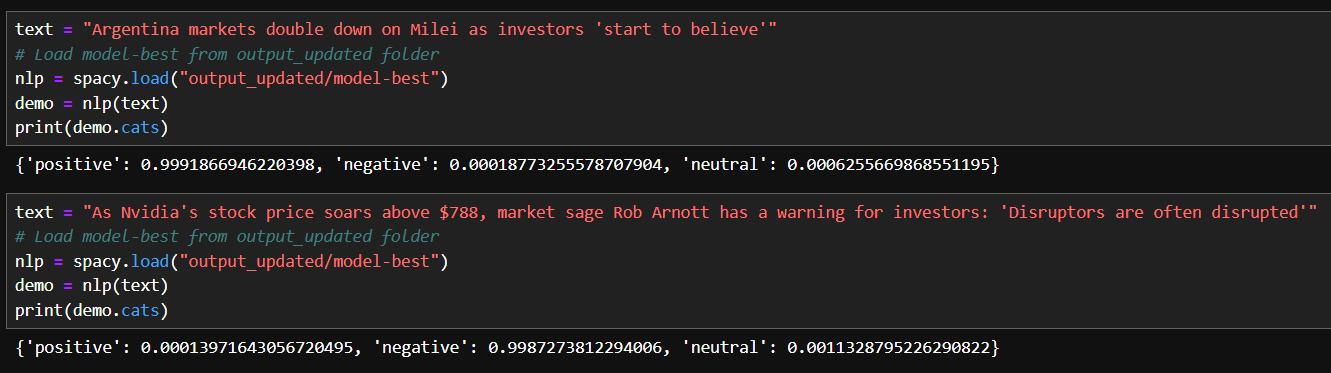 text = "Argentina markets double down on Milei as investors 'start to believe'"
# Load model-best from output_updated folder
nlp = spacy.load("output_updated/model-best")
demo = nlp(text)
print(demo.cats)
{'positive': 0.9991866946220398, 'negative': 0.00018773255578707904, 'neutral': 0.0006255669868551195}
text = "As Nvidia's stock price soars above $788, market sage Rob Arnott has a warning for investors: 'Disruptors are often disrupted'"
# Load model-best from output_updated folder
nlp = spacy.load("output_updated/model-best")
demo = nlp(text)
print(demo.cats)
{'positive': 0.00013971643056720495, 'negative': 0.9987273812294006, 'neutral': 0.0011328795226290822}